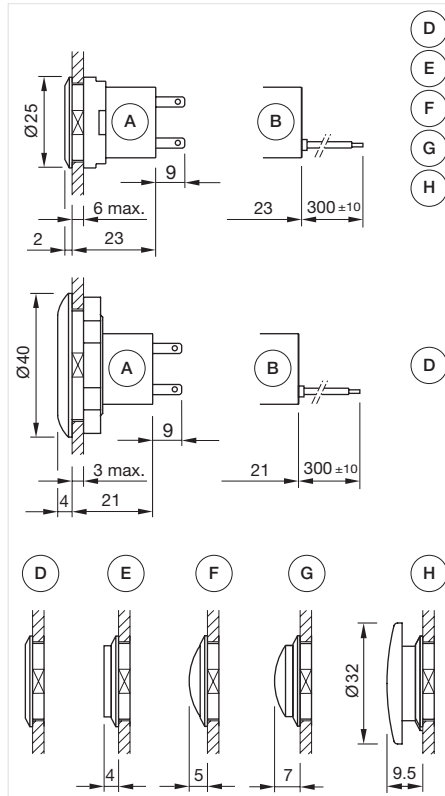 D
E
A B F
Ø25
G
H
9
6 max. 23 300 ±10
2 23
Ø40
A B D
9
3 max. 21 300 ±10
4 21
D E F G H
Ø32
4 5 7 9.5